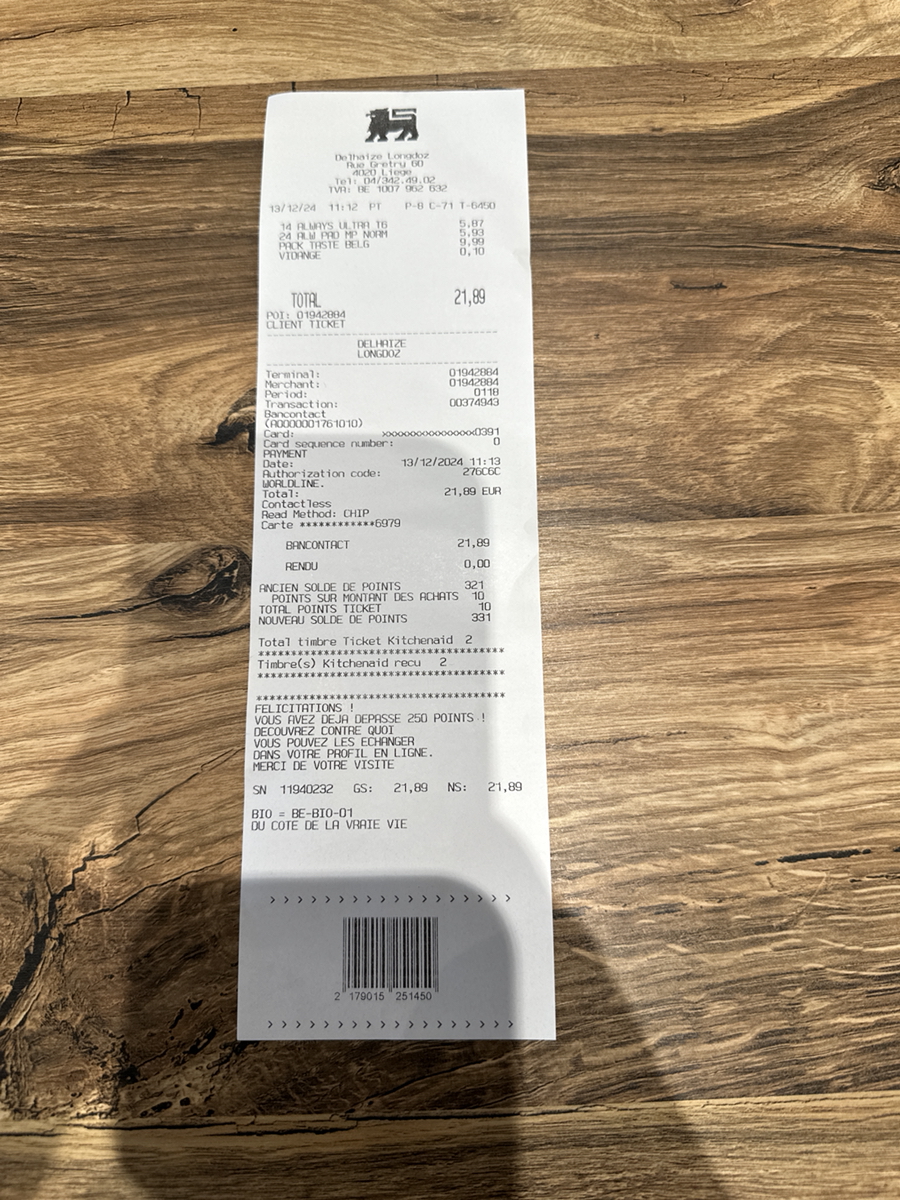 Delhaize Longdoz
Rue Gretry 60
4020 Liege
Tel: 04/342.49.02
TVA: BE 1007 962 632
13/12/24 11:12 PT P-8 C-71 T-6450
14 ALWAYS ULTRA T6 5,87
24 ALW PAD MP NORM 5,93
PACK TASTE BELG 9,99
VIDANGE 0,10
TOTAL 21,89
POI: 01942884
CLIENT TICKET
DELHAIZE
LONGDOZ
Terminal: 01942884
Merchant: 01942884
Period: 0118
Transaction: 00374943
Bancontact
(A0000001761010)
Card: xxxxxxxxxxxxxxx0391
Card sequence number: 0
PAYMENT
Date: 13/12/2024 11:13
Authorization code: 276C6C
WORLDLINE.
Total: 21,89 EUR
Contactless
Read Method: CHIP
Carte ************6979
BANCONTACT 21,89
RENDU 0,00
ANCIEN SOLDE DE POINTS 321
POINTS SUR MONTANT DES ACHATS 10
TOTAL POINTS TICKET 10
NOUVEAU SOLDE DE POINTS 331
Total timbre Ticket Kitchenaid 2
************************************
Timbre(s) Kitchenaid recu 2
************************************
************************************
FELICITATIONS !
VOUS AVEZ DEJA DEPASSE 250 POINTS !
DECOUVREZ CONTRE QUOI
VOUS POUVEZ LES ECHANGER
DANS VOTRE PROFIL EN LIGNE.
MERCI DE VOTRE VISITE
SN 11940232 GS: 21,89 NS: 21,89
BIO = BE-BIO-01
DU COTE DE LA VRAIE VIE
> > > > > > > > > > > > > > > > > >
2 179015 251450
> > > > > > > > > > > > > > > > > >